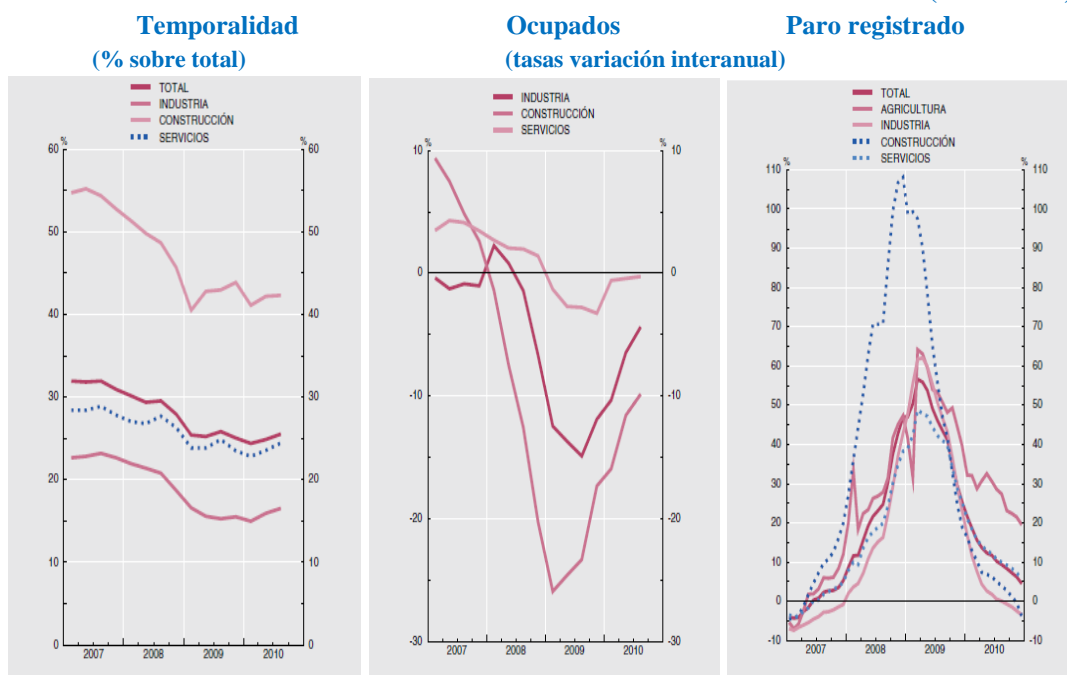 Temporalidad
(% sobre total)
Ocupados
Paro registrado
(tasas variación interanual)
TOTAL
INDUSTRIA
CONSTRUCCIÓN
SERVICIOS
% %
60 60
50 50
40 40
30 30
20 20
10 10
0 0
2007 2008 2009 2010
INDUSTRIA
CONSTRUCCIÓN
SERVICIOS
% %
10 10
0 0
-10 -10
-20 -20
-30 -30
2007 2008 2009 2010
TOTAL
AGRICULTURA
INDUSTRIA
CONSTRUCCIÓN
SERVICIOS
% %
110 110
100 100
90 90
80 80
70 70
60 60
50 50
40 40
30 30
20 20
10 10
0 0
-10 -10
2007 2008 2009 2010